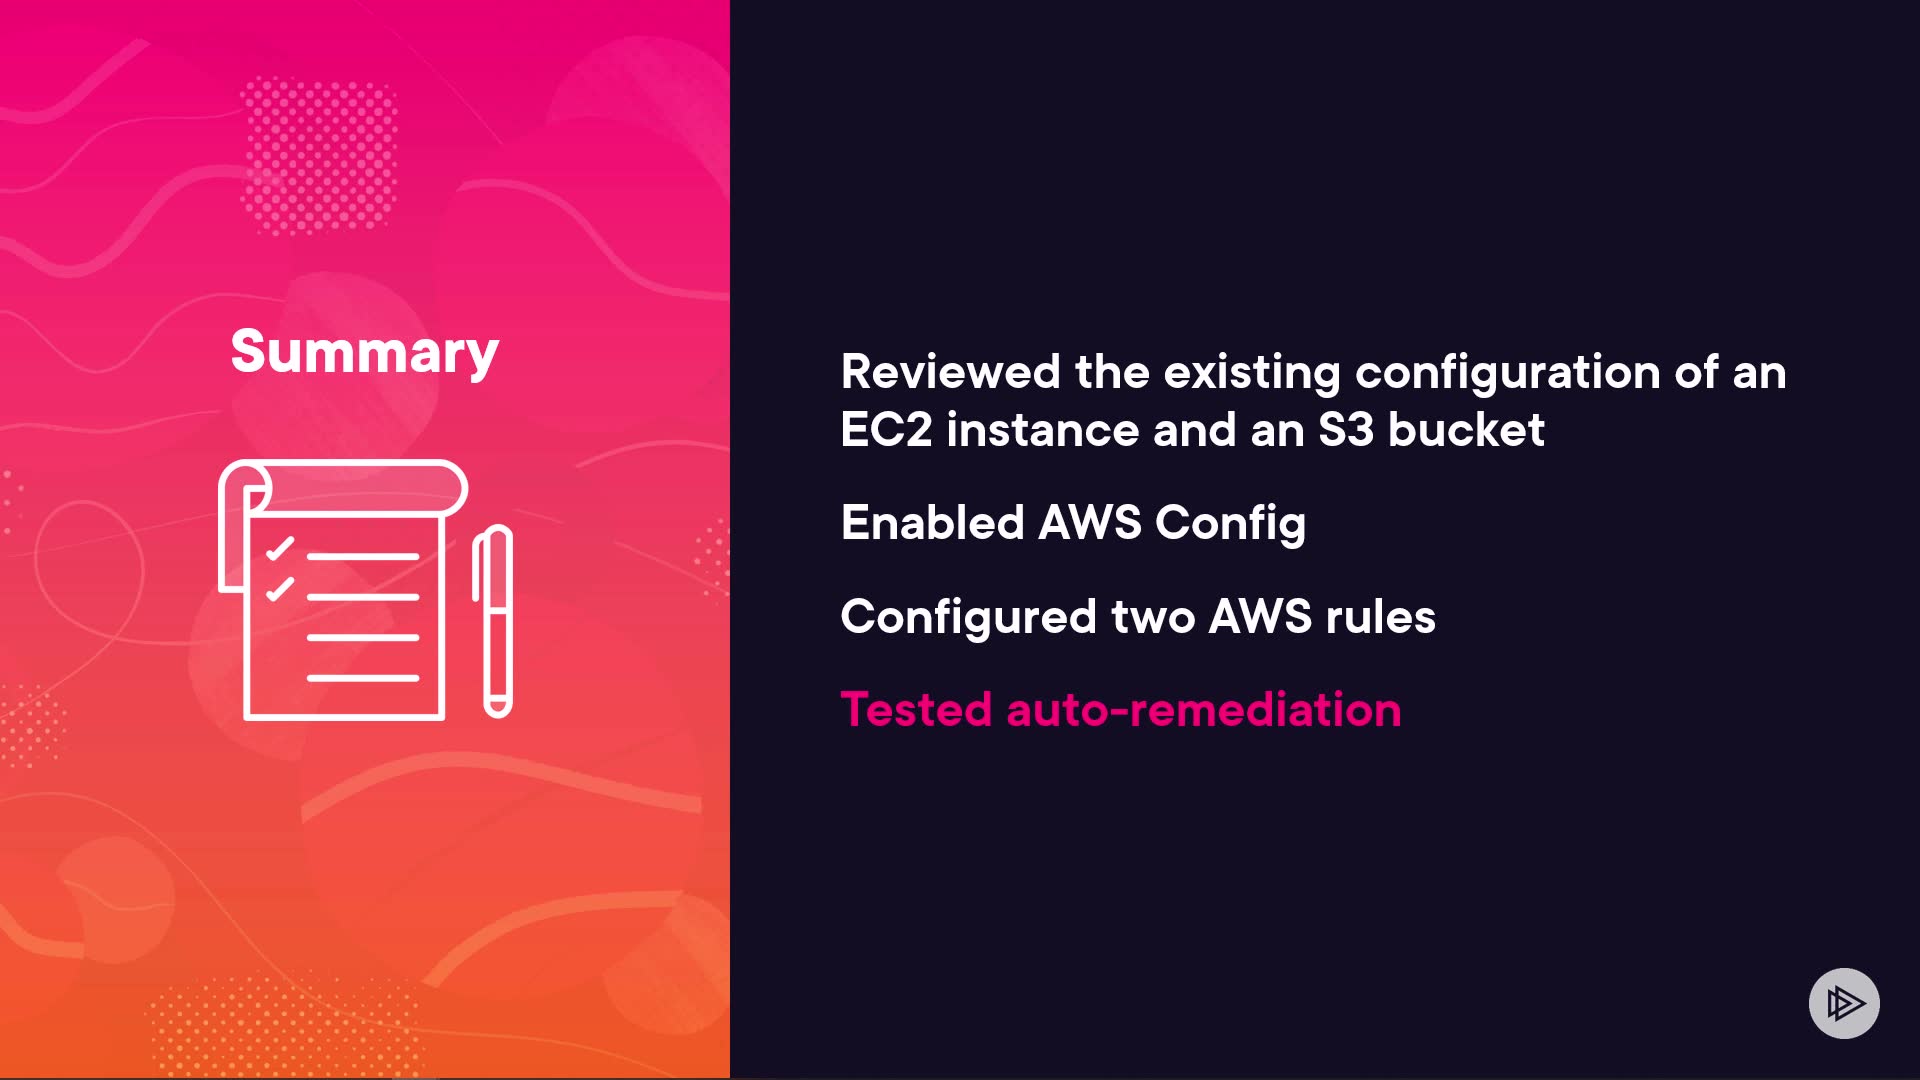 Summary
Reviewed the existing configuration of an
EC2 instance and an S3 bucket
Enabled AWS Config
Configured two AWS rules
Tested auto-remediation